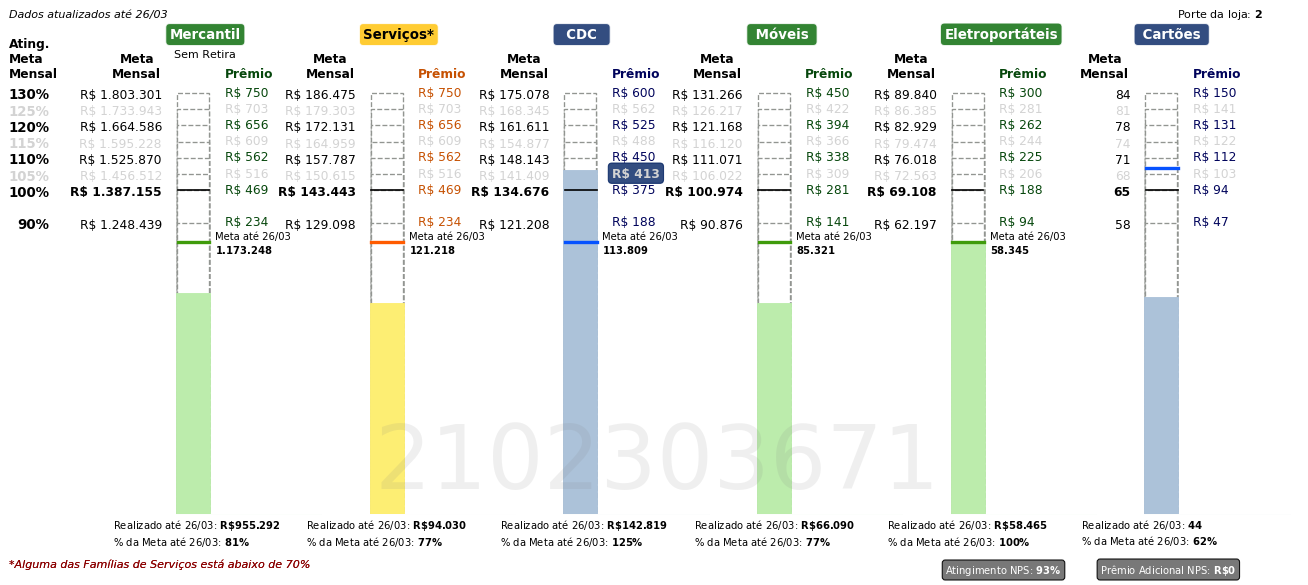 Dados atualizados até 26/03
Porte da loja: 2
Mercantil Serviços* CDC Móveis Eletroportáteis Cartões
Sem Retira
Ating. Meta Mensal
Meta Mensal Prêmio Meta Mensal Prêmio Meta Mensal Prêmio Meta Mensal Prêmio Meta Mensal Prêmio Meta Mensal Prêmio
130% R$ 1.803.301 R$ 750 R$ 186.475 R$ 750 R$ 175.078 R$ 600 R$ 131.266 R$ 450 R$ 89.840 R$ 300 84 R$ 150
125% R$ 1.733.943 R$ 703 R$ 179.303 R$ 703 R$ 168.345 R$ 562 R$ 126.217 R$ 422 R$ 86.385 R$ 281 81 R$ 141
120% R$ 1.664.586 R$ 656 R$ 172.131 R$ 656 R$ 161.611 R$ 525 R$ 121.168 R$ 394 R$ 82.929 R$ 262 78 R$ 131
115% R$ 1.595.228 R$ 609 R$ 164.959 R$ 609 R$ 154.877 R$ 488 R$ 116.120 R$ 366 R$ 79.474 R$ 244 74 R$ 122
110% R$ 1.525.870 R$ 562 R$ 157.787 R$ 562 R$ 148.143 R$ 450 R$ 111.071 R$ 338 R$ 76.018 R$ 225 71 R$ 112
105% R$ 1.456.512 R$ 516 R$ 150.615 R$ 516 R$ 141.409 R$ 413 R$ 106.022 R$ 309 R$ 72.563 R$ 206 68 R$ 103
100% R$ 1.387.155 R$ 469 R$ 143.443 R$ 469 R$ 134.676 R$ 375 R$ 100.974 R$ 281 R$ 69.108 R$ 188 65 R$ 94
90% R$ 1.248.439 R$ 234 R$ 129.098 R$ 234 R$ 121.208 R$ 188 R$ 90.876 R$ 141 R$ 62.197 R$ 94 58 R$ 47
Meta até 26/03 Meta até 26/03 Meta até 26/03 Meta até 26/03 Meta até 26/03
1.173.248 121.218 113.809 85.321 58.345
2102303671
Realizado até 26/03: R$955.292 Realizado até 26/03: R$94.030 Realizado até 26/03: R$142.819 Realizado até 26/03: R$66.090 Realizado até 26/03: R$58.465 Realizado até 26/03: 44
% da Meta até 26/03: 81% % da Meta até 26/03: 77% % da Meta até 26/03: 125% % da Meta até 26/03: 77% % da Meta até 26/03: 100% % da Meta até 26/03: 62%
*Alguma das Famílias de Serviços está abaixo de 70%
Atingimento NPS: 93% Prêmio Adicional NPS: R$0